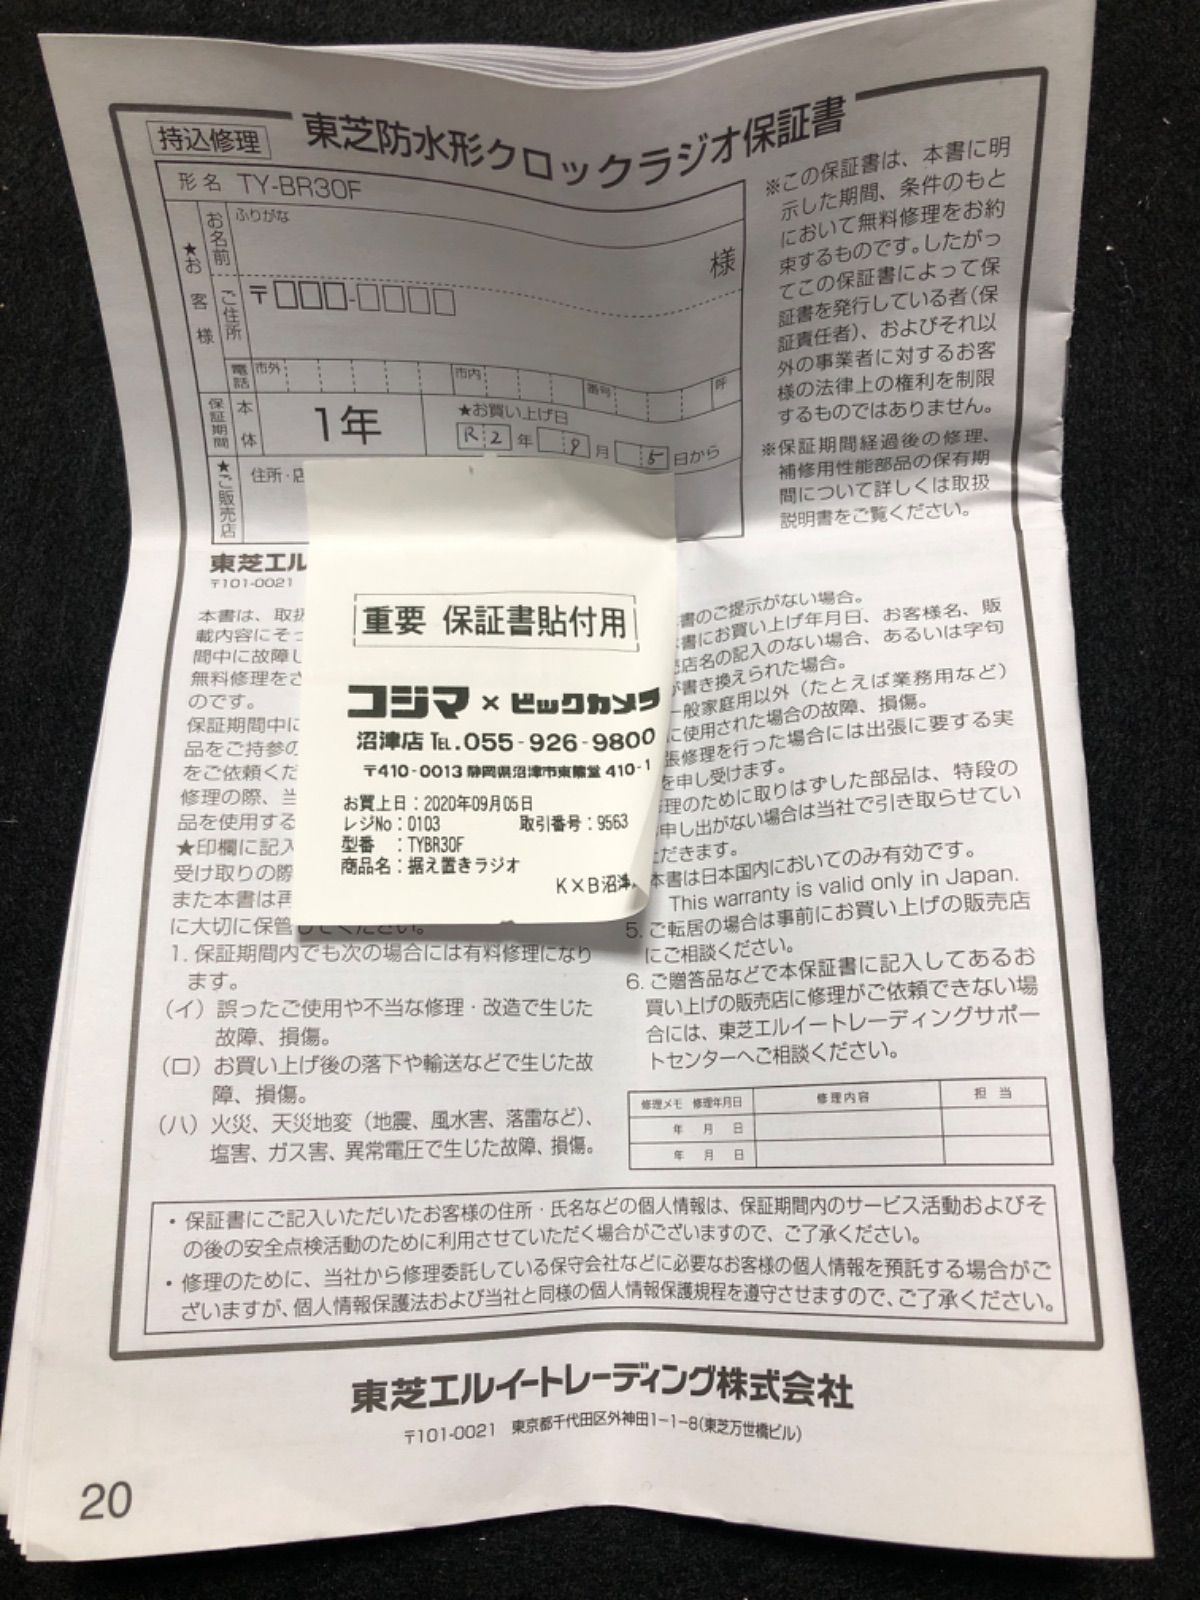 東芝防水形クロックラジオ保証書
持込修理
形名 TY-BR30F
★お客様
お名前
ふりがな
様
ご住所
〒
電話
市外
市内
番号
呼
保証期間
本体
1年
★お買い上げ日
R2年 9月 5日から
★ご販売店
住所・店
※この保証書は、本書に明
示した期間、条件のもと
において無料修理をお約
束するものです。したがっ
てこの保証書によって保
証書を発行している者(保
証責任者)、およびそれ以
外の事業者に対するお客
様の法律上の権利を制限
するものではありません。
※保証期間経過後の修理、
補修用性能部品の保有期
間について詳しくは取扱
説明書をご覧ください。
東芝エル
〒101-0021
重要 保証書貼付用
コジマ×ビックカメラ
沼津店 TEL.055-926-9800
〒410-0013 静岡県沼津市東熊堂 410-1
お買上日:2020年09月05日
レジNo:0103 取引番号:9563
型番 :TYBR30F
商品名:据え置きラジオ
K×B沼津
本書は、取扱
載内容にそっ
間中に故障し
無料修理をさ
のです。
保証期間中に
品をご持参の
をご依頼くだ
修理の際、当
品を使用する
★印欄に記入
受け取りの際
また本書は再
に大切に保管してください。
1. 保証期間内でも次の場合には有料修理になり
ます。
(イ) 誤ったご使用や不当な修理・改造で生じた
故障、損傷。
(ロ) お買い上げ後の落下や輸送などで生じた故
障、損傷。
(ハ) 火災、天災地変(地震、風水害、落雷など)、
塩害、ガス害、異常電圧で生じた故障、損傷。
書のご提示がない場合。
書にお買い上げ年月日、お客様名、販
売店名の記入のない場合、あるいは字句
が書き換えられた場合。
一般家庭用以外(たとえば業務用など)
に使用された場合の故障、損傷。
張修理を行った場合には出張に要する実
を申し受けます。
理のために取りはずした部品は、特段の
申し出がない場合は当社で引き取らせてい
ただきます。
本書は日本国内においてのみ有効です。
This warranty is valid only in Japan.
5. ご転居の場合は事前にお買い上げの販売店
にご相談ください。
6. ご贈答品などで本保証書に記入してあるお
買い上げの販売店に修理がご依頼できない場
合には、東芝エルイートレーディングサポー
トセンターへご相談ください。
修理メモ 修理年月日 修理内容 担当
年 月 日
年 月 日
・保証書にご記入いただいたお客様の住所・氏名などの個人情報は、保証期間内のサービス活動およびそ
の後の安全点検活動のために利用させていただく場合がございますので、ご了承ください。
・修理のために、当社から修理委託している保守会社などに必要なお客様の個人情報を預託する場合がご
ざいますが、個人情報保護法および当社と同様の個人情報保護規程を遵守させますので、ご了承ください。
東芝エルイートレーディング株式会社
〒101-0021 東京都千代田区外神田1-1-8(東芝万世橋ビル)
20